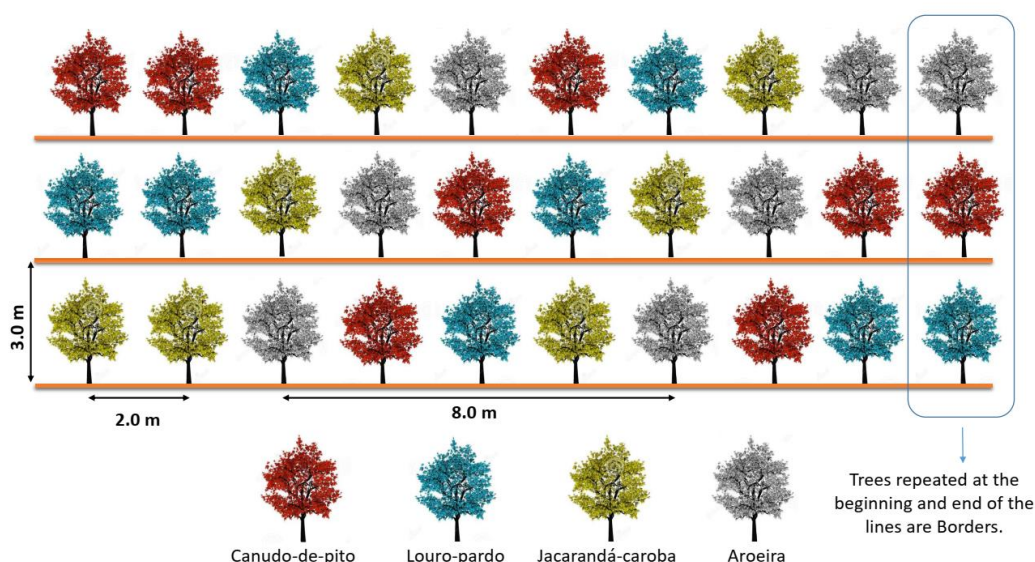 3.0 m
2.0 m
8.0 m
Canudo-de-pito
Louro-pardo
Jacarandá-caroba
Aroeira
Trees repeated at the
beginning and end of the
lines are Borders.